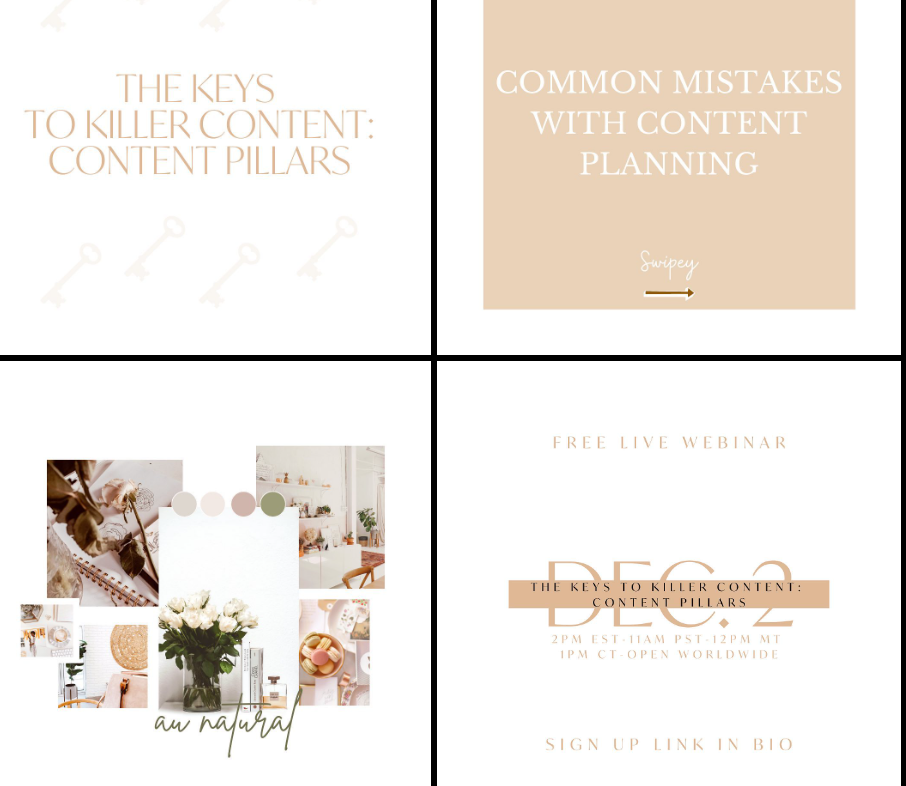 THE KEYS
TO KILLER CONTENT:
CONTENT PILLARS
COMMON MISTAKES
WITH CONTENT
PLANNING
Swipey
au natural
FREE LIVE WEBINAR
DEC. 2
THE KEYS TO KILLER CONTENT:
CONTENT PILLARS
2PM EST-11AM PST-12PM MT
1PM CT-OPEN WORLDWIDE
SIGN UP LINK IN BIO